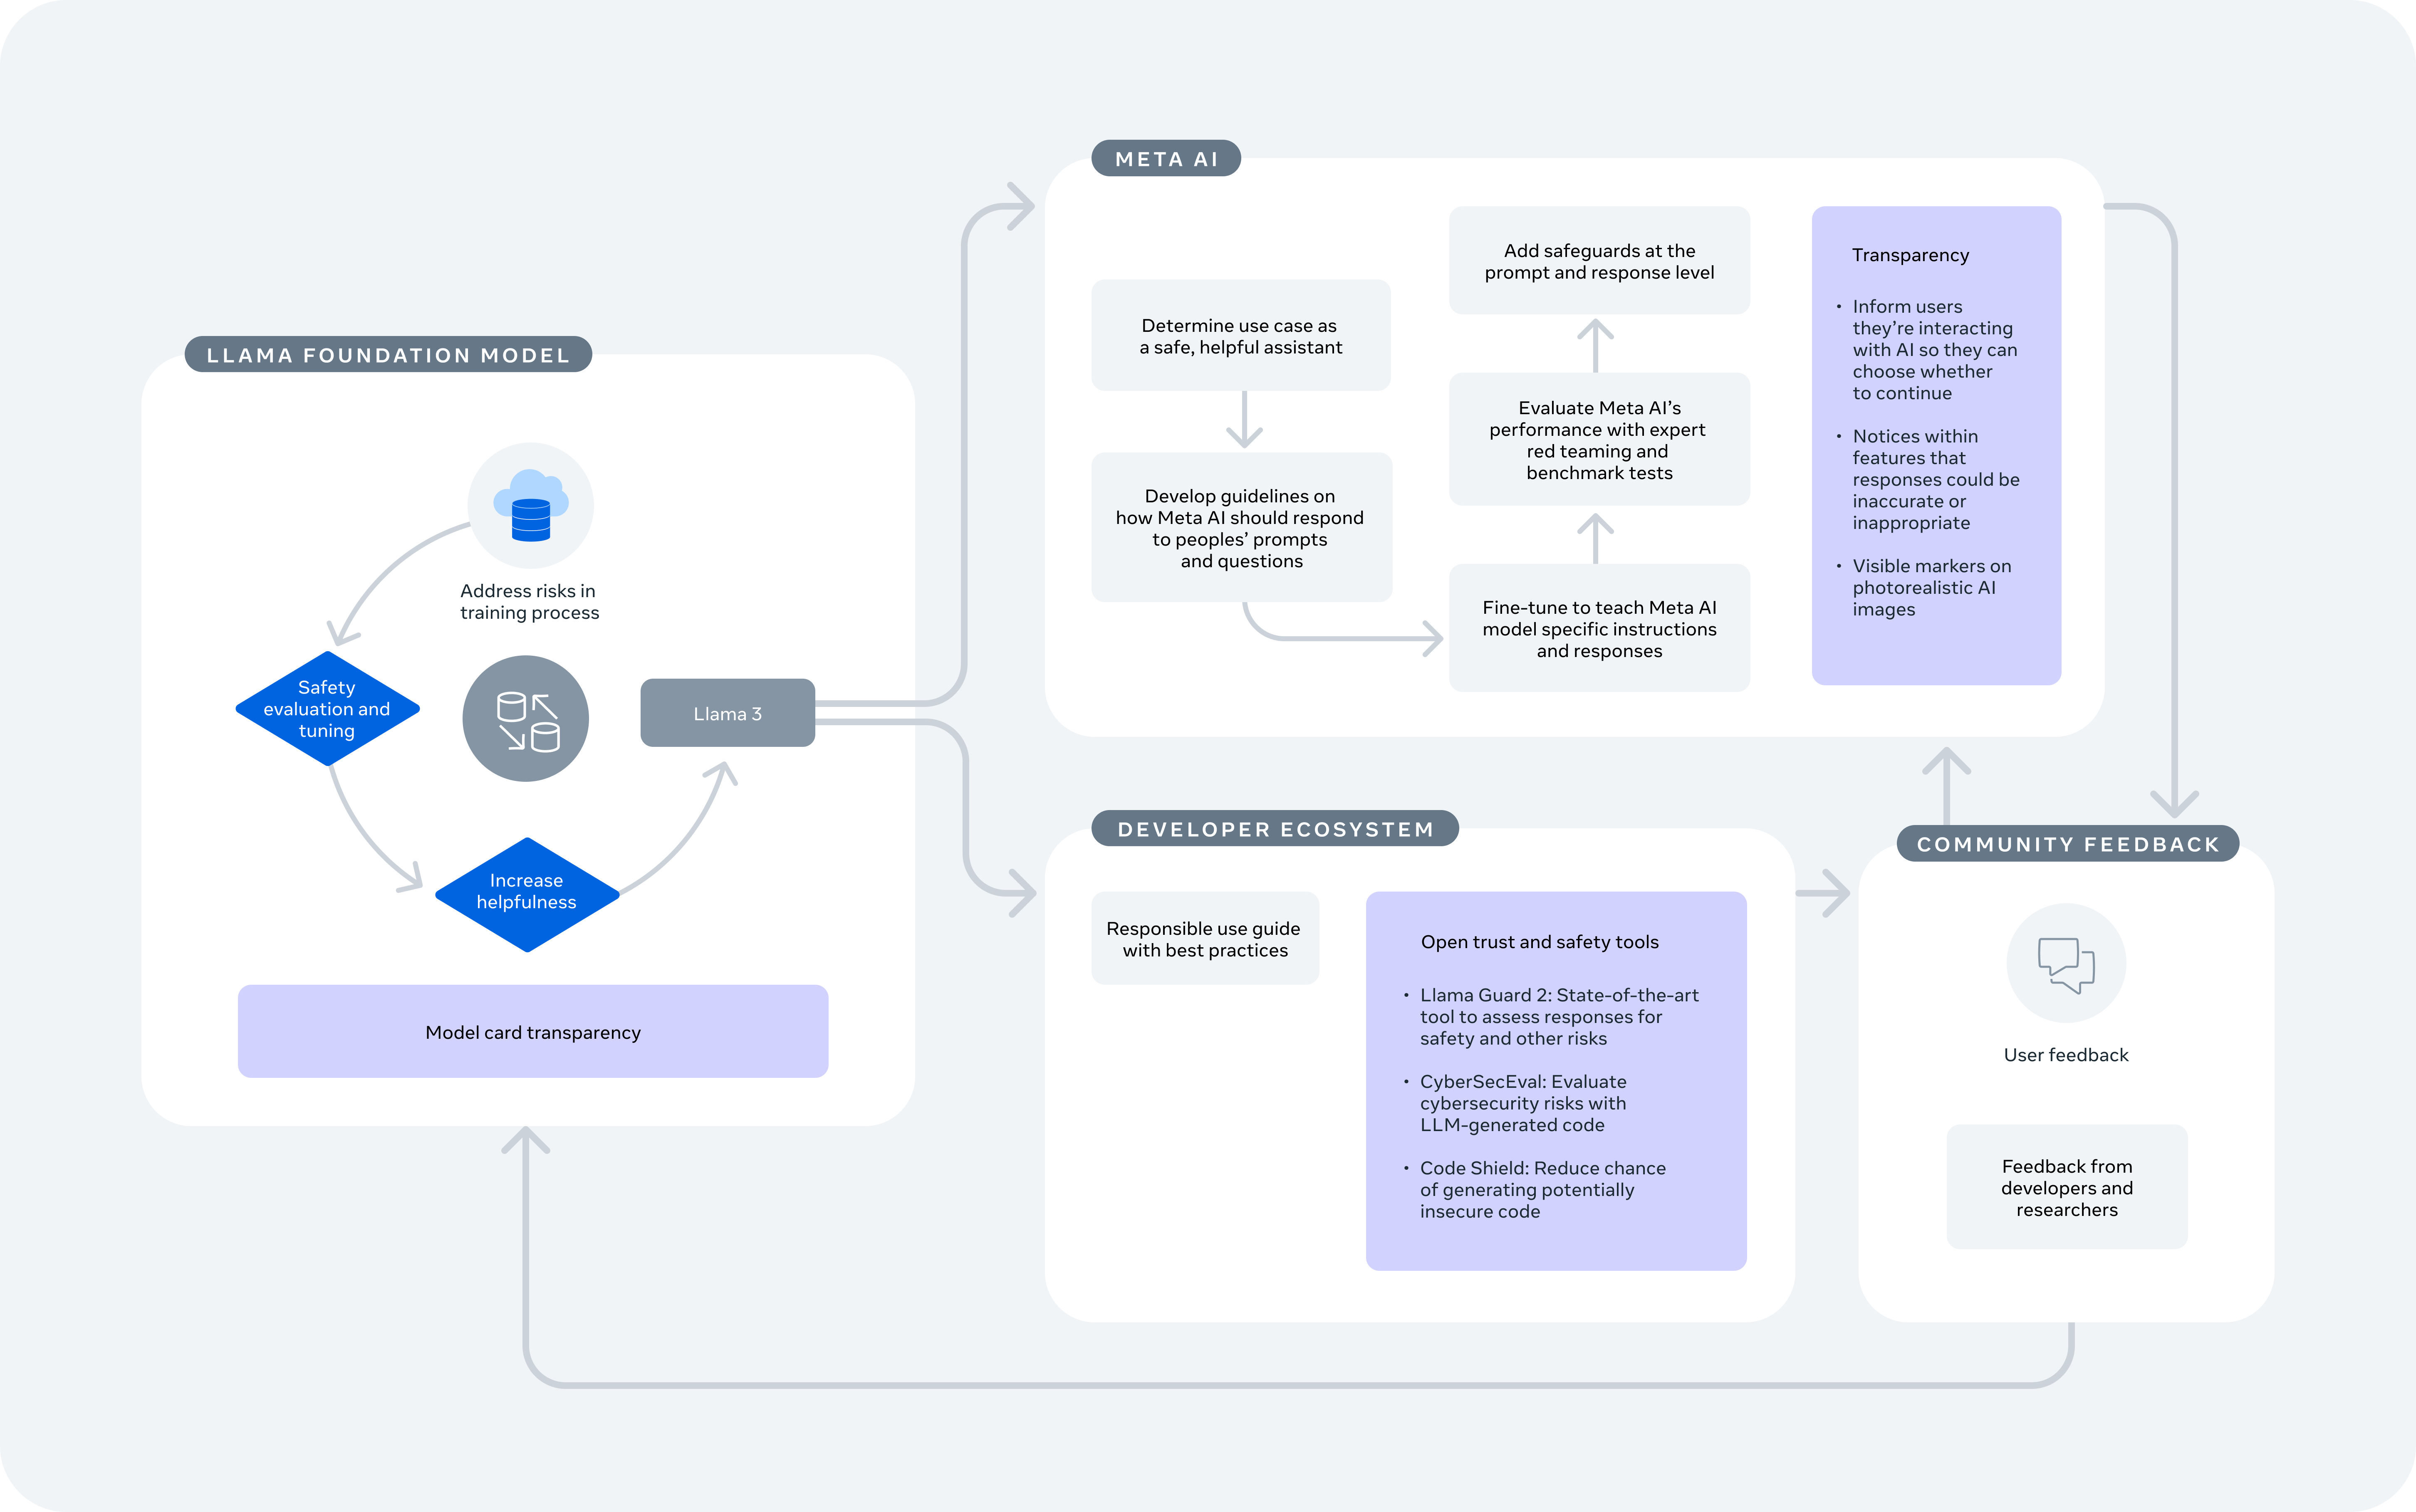 LLAMA FOUNDATION MODEL
Address risks in
training process
Safety
evaluation and
tuning
Llama 3
Increase
helpfulness
Model card transparency
META AI
Determine use case as
a safe, helpful assistant
Develop guidelines on
how Meta AI should respond
to peoples’ prompts
and questions
Add safeguards at the
prompt and response level
Evaluate Meta AI’s
performance with expert
red teaming and
benchmark tests
Fine-tune to teach Meta AI
model specific instructions
and responses
Transparency
• Inform users
they’re interacting
with AI so they can
choose whether
to continue
• Notices within
features that
responses could be
inaccurate or
inappropriate
• Visible markers on
photorealistic AI
images
DEVELOPER ECOSYSTEM
Responsible use guide
with best practices
Open trust and safety tools
• Llama Guard 2: State-of-the-art
tool to assess responses for
safety and other risks
• CyberSecEval: Evaluate
cybersecurity risks with
LLM-generated code
• Code Shield: Reduce chance
of generating potentially
insecure code
COMMUNITY FEEDBACK
User feedback
Feedback from
developers and
researchers